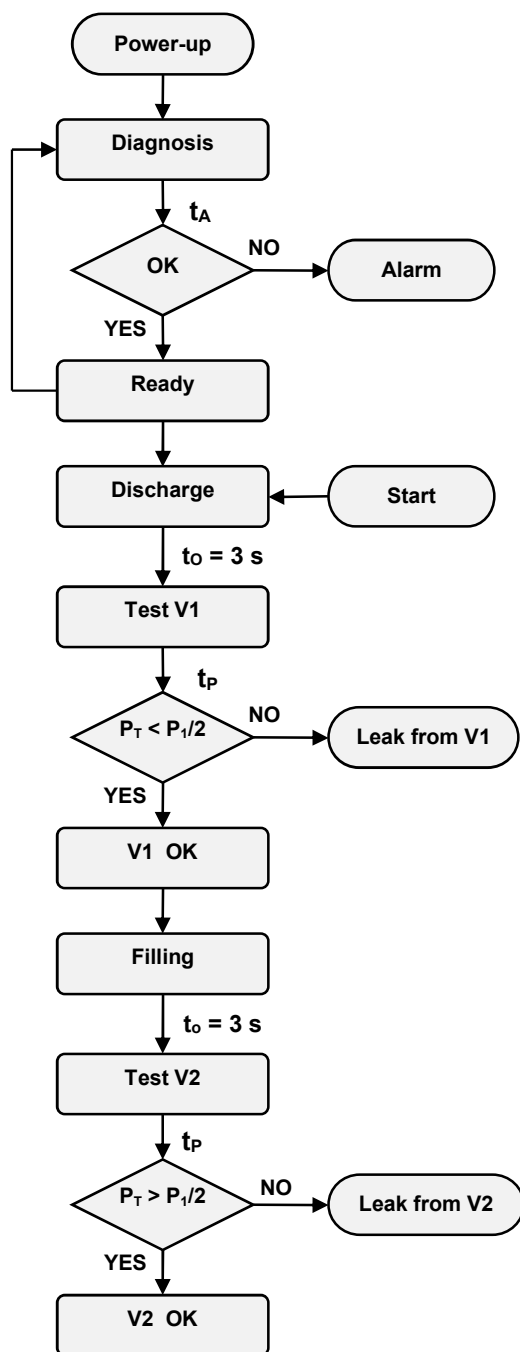 Power-up
Diagnosis
tA
OK
NO
Alarm
YES
Ready
Discharge
Start
tO = 3 s
Test V1
tP
PT < P1/2
NO
Leak from V1
YES
V1 OK
Filling
to = 3 s
Test V2
tP
PT > P1/2
NO
Leak from V2
YES
V2 OK